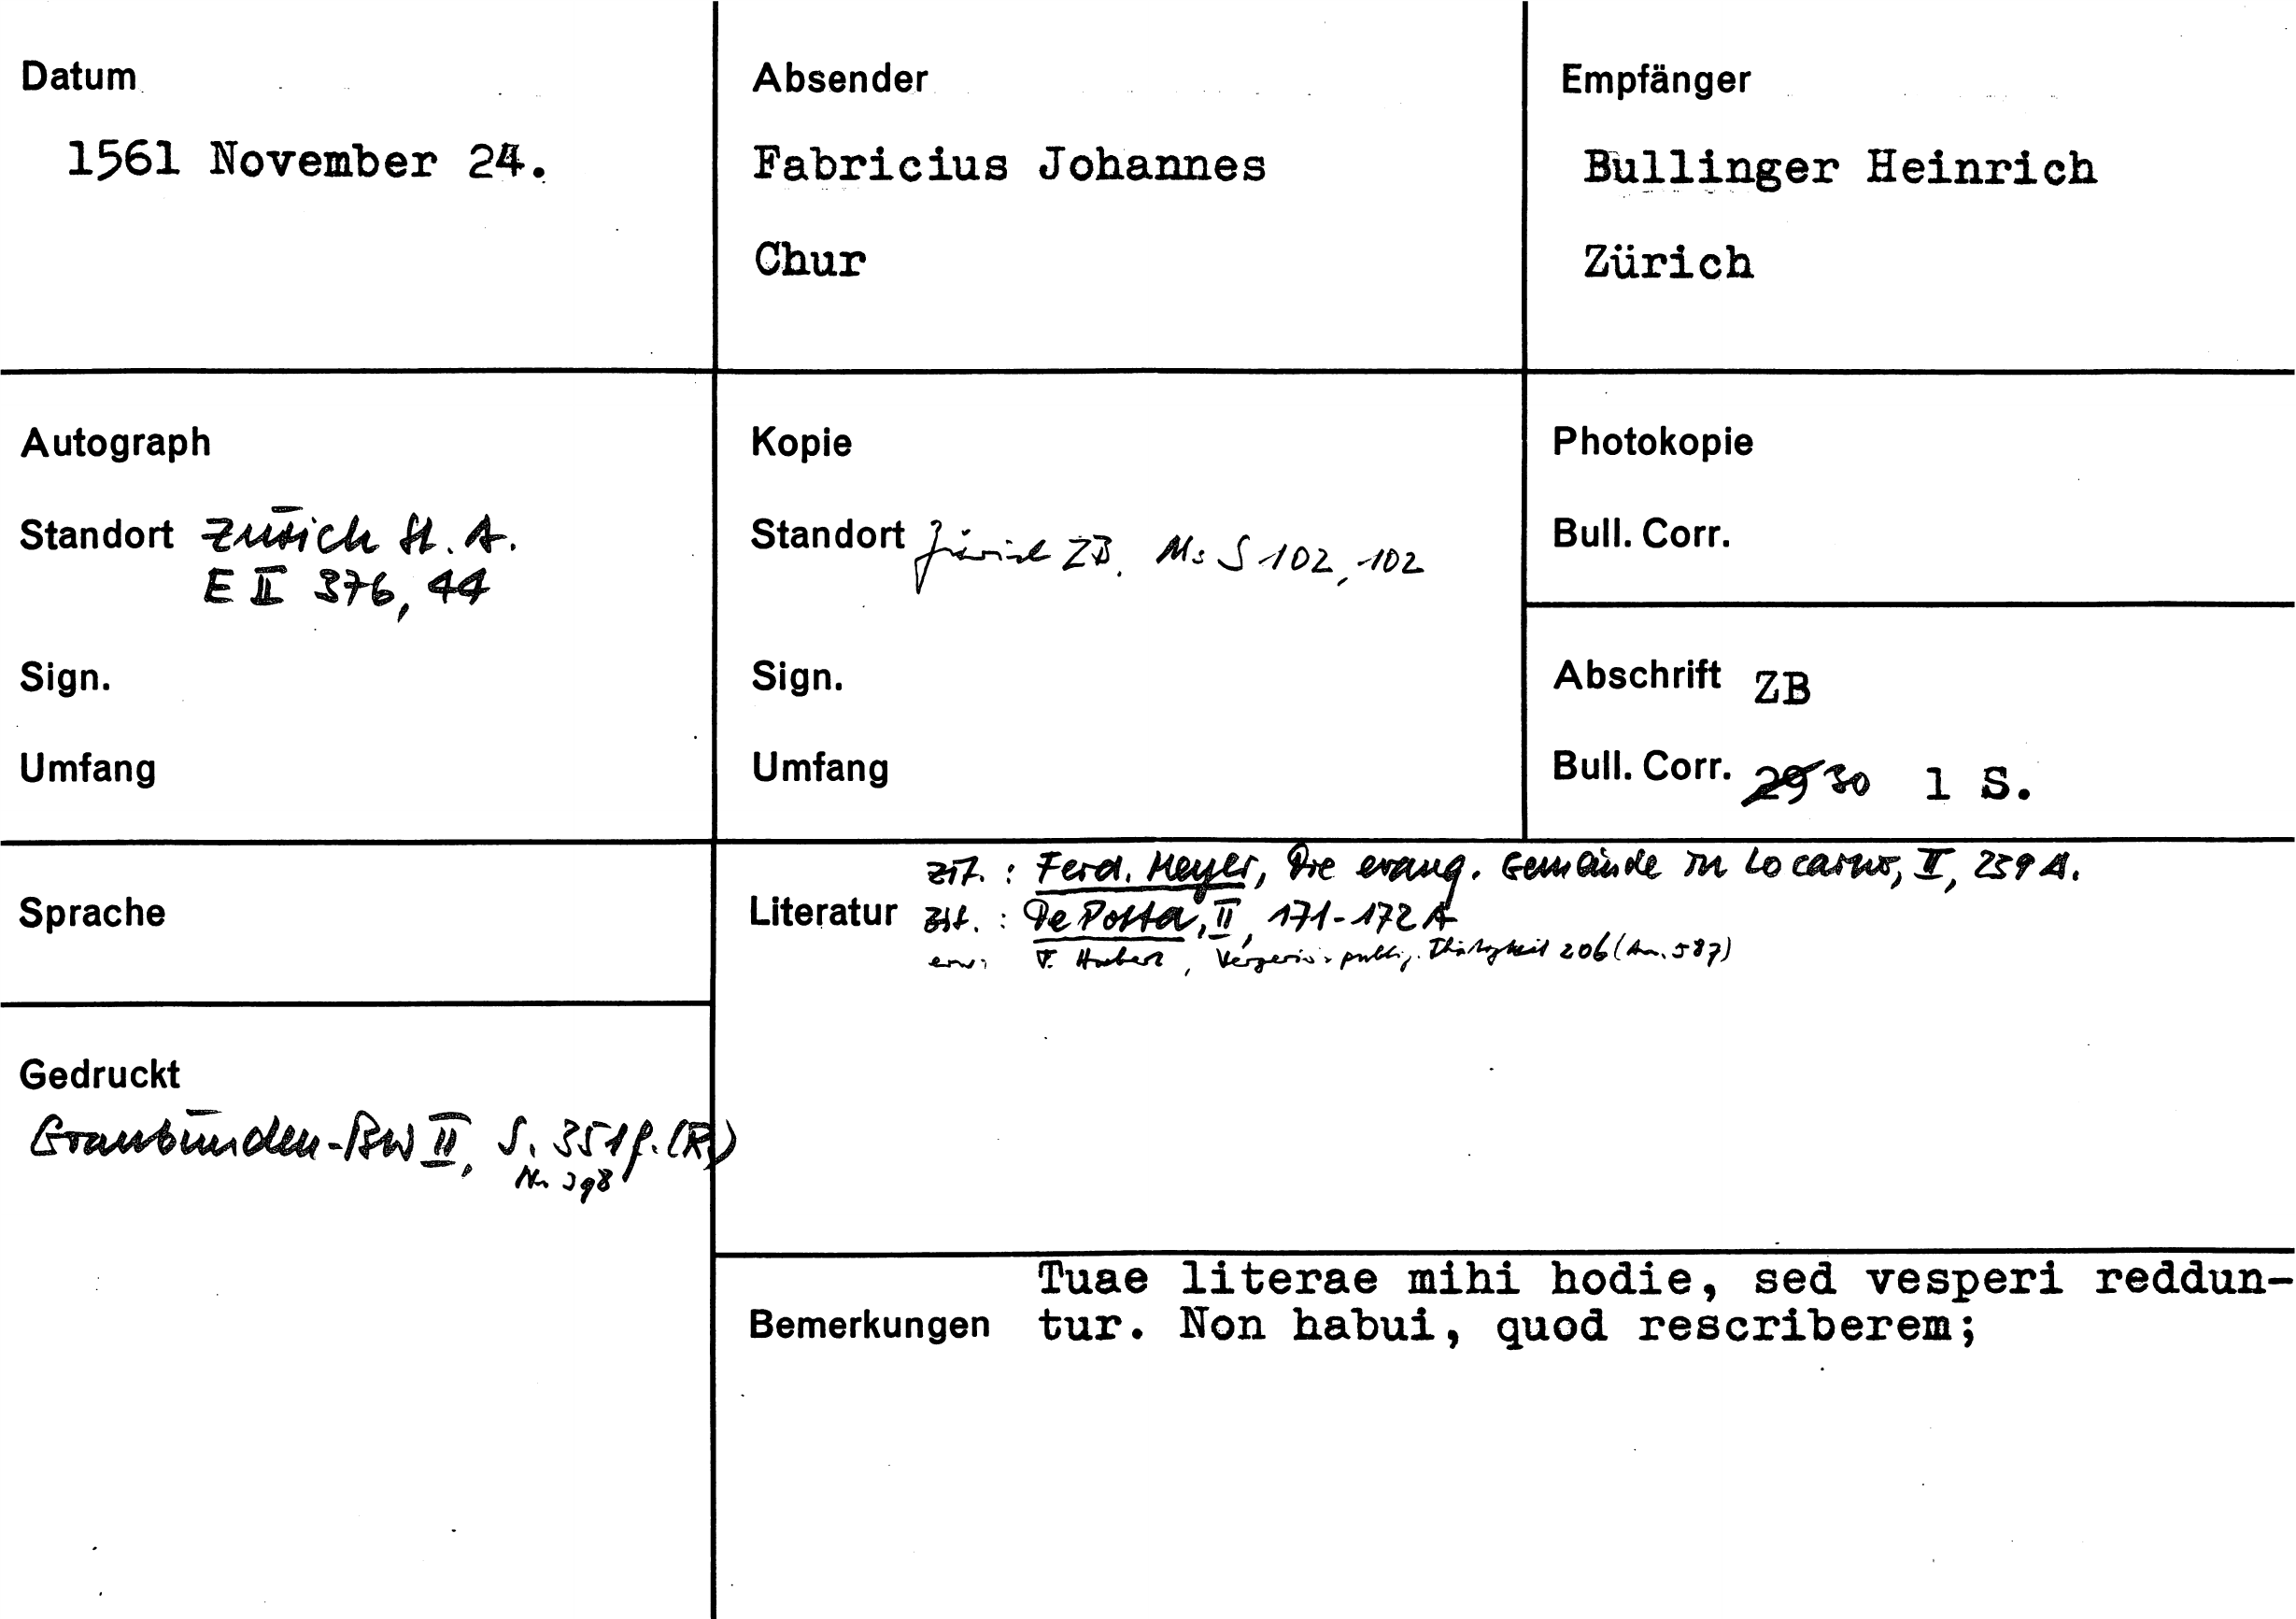 Datum
1561 November 24.
Absender
Fabricius Johannes
Chur
Empfänger
Bullinger Heinrich
Zürich
Autograph
Standort Zürich St. A.
E II 376, 44
Sign.
Umfang
Kopie
Standort Zürich ZB. Ms S 102, 102
Sign.
Umfang
Photokopie
Bull. Corr.
Abschrift ZB
Bull. Corr. 29 30 1 S.
Sprache
Gedruckt
Graubünden-BW II, S. 351f. (R)
Nr. 398
zit. : Ferd. Meyer, Die evang. Gemeinde in Locarno, II, 239 A.
Literatur zit. : De Porta, II, 171-172 A
erw: F. Hubert, Vergerio's publiz. Thätigkeit 206 (An. 587)
Tuae literae mihi hodie, sed vesperi reddun-
Bemerkungen tur. Non habui, quod rescriberem;